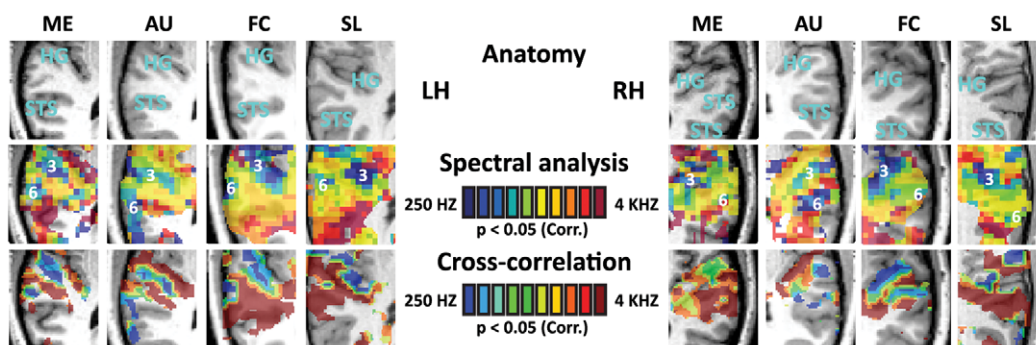 ME AU FC SL ME AU FC SL
Anatomy
LH RH
HG HG HG HG HG HG HG HG
STS STS STS STS STS STS STS STS STS
Spectral analysis
3 3 3 3 3 3 3
6 6 6 6 6 6 6 6
250 HZ 4 KHZ
p < 0.05 (Corr.)
Cross-correlation
250 HZ 4 KHZ
p < 0.05 (Corr.)